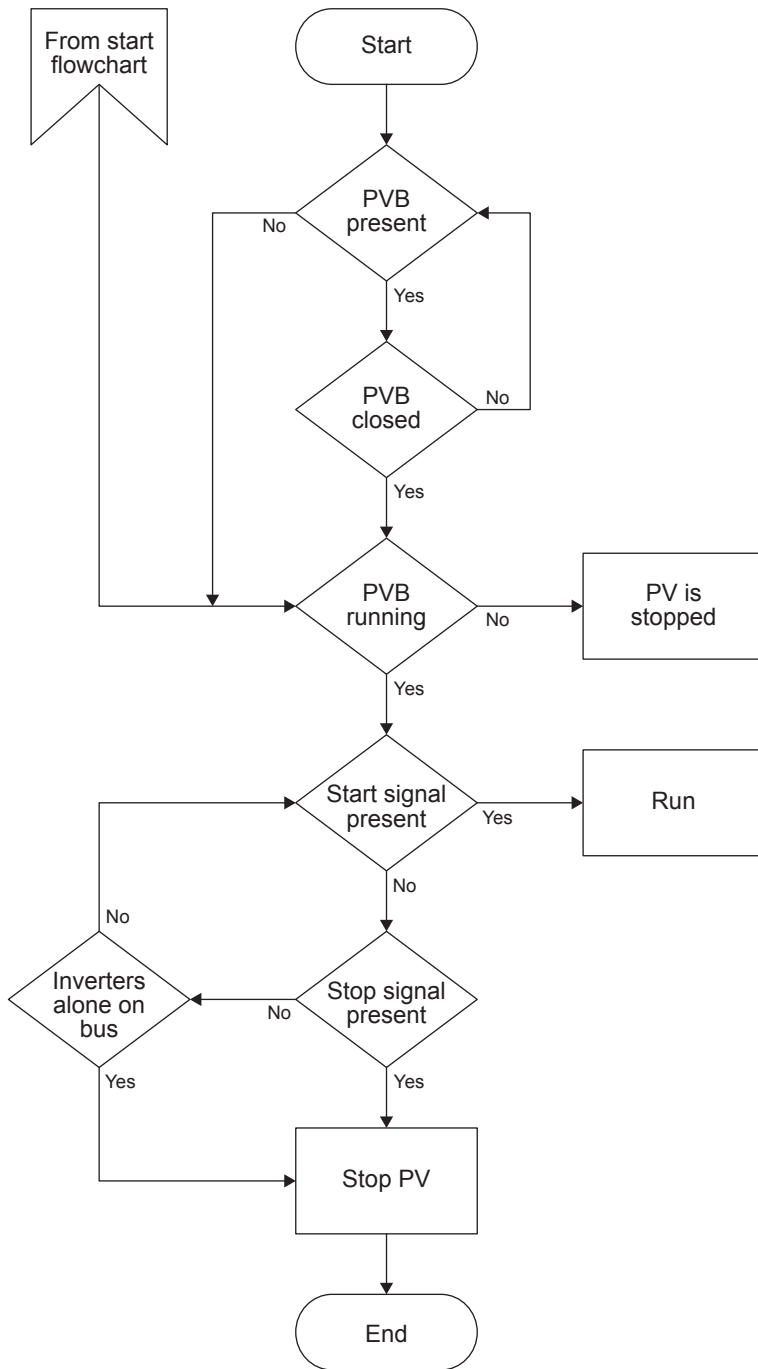 From start
flowchart
Start
PVB
present
No
Yes
PVB
closed
No
Yes
PVB
running
No
PV is
stopped
Yes
Start signal
present
Yes
Run
No
No
Inverters
alone on
bus
Stop signal
present
No
Yes
Yes
Stop PV
End